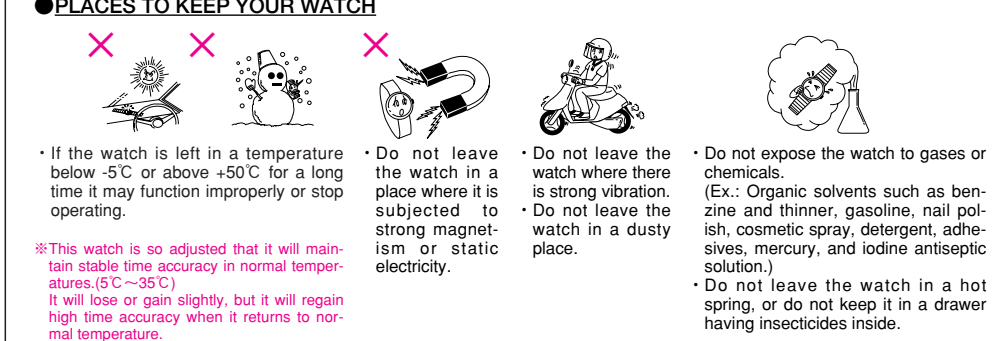 ●PLACES TO KEEP YOUR WATCH
・If the watch is left in a temperature
below -5℃ or above +50℃ for a long
time it may function improperly or stop
operating.
※This watch is so adjusted that it will main-
tain stable time accuracy in normal temper-
atures.(5℃～35℃)
It will lose or gain slightly, but it will regain
high time accuracy when it returns to nor-
mal temperature.
・Do not leave
the watch in a
place where it is
subjected to
strong magnet-
ism or static
electricity.
・Do not leave the
watch where there
is strong vibration.
・Do not leave the
watch in a dusty
place.
・Do not expose the watch to gases or
chemicals.
(Ex.: Organic solvents such as ben-
zine and thinner, gasoline, nail pol-
ish, cosmetic spray, detergent, adhe-
sives, mercury, and iodine antiseptic
solution.)
・Do not leave the watch in a hot
spring, or do not keep it in a drawer
having insecticides inside.